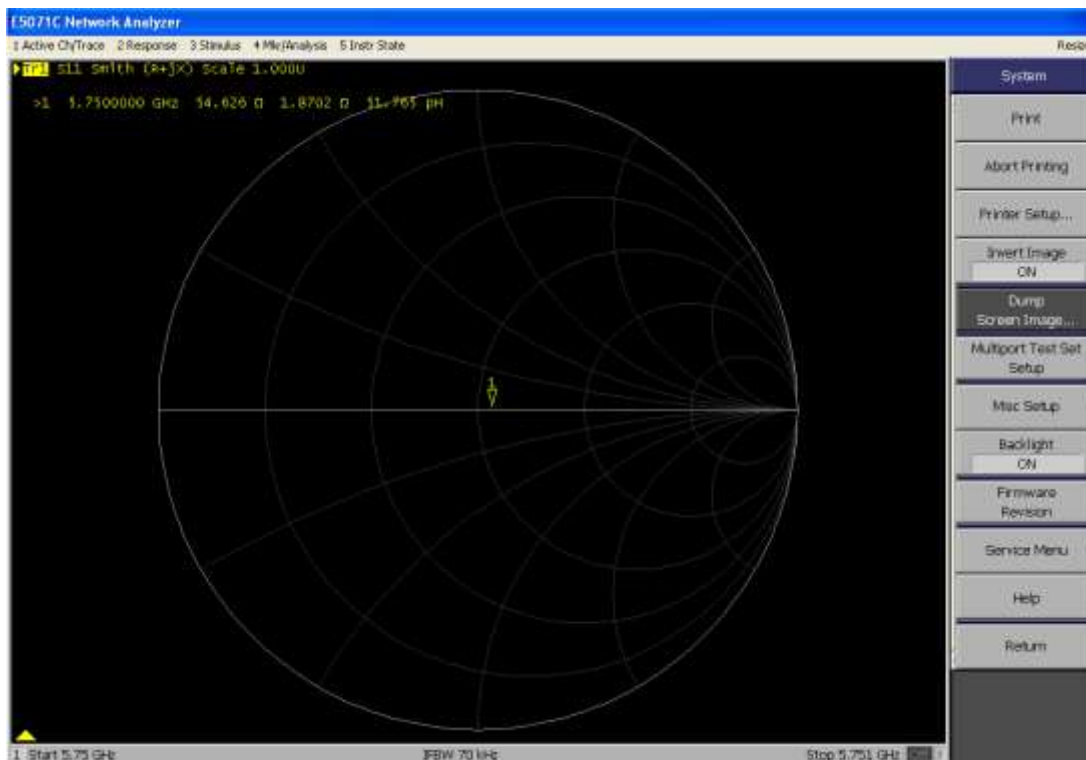 E5071C Network Analyzer
1 Active Ch/Trace 2 Response 3 Stimulus 4 Mkr/Analysis 5 Instr State
Tr1 S11 Smith (R+jX) Scale 1.000U
>1 5.7500000 GHz 54.626 Ω 1.8702 Ω 51.765 pH
1
System
Print
Abort Printing
Printer Setup...
Invert Image
ON
Dump
Screen Image...
Multiport Test Set
Setup
Misc Setup
Backlight
ON
Firmware
Revision
Service Menu
Help
Return
1 Start 5.75 GHz IFBW 70 kHz Stop 5.751 GHz